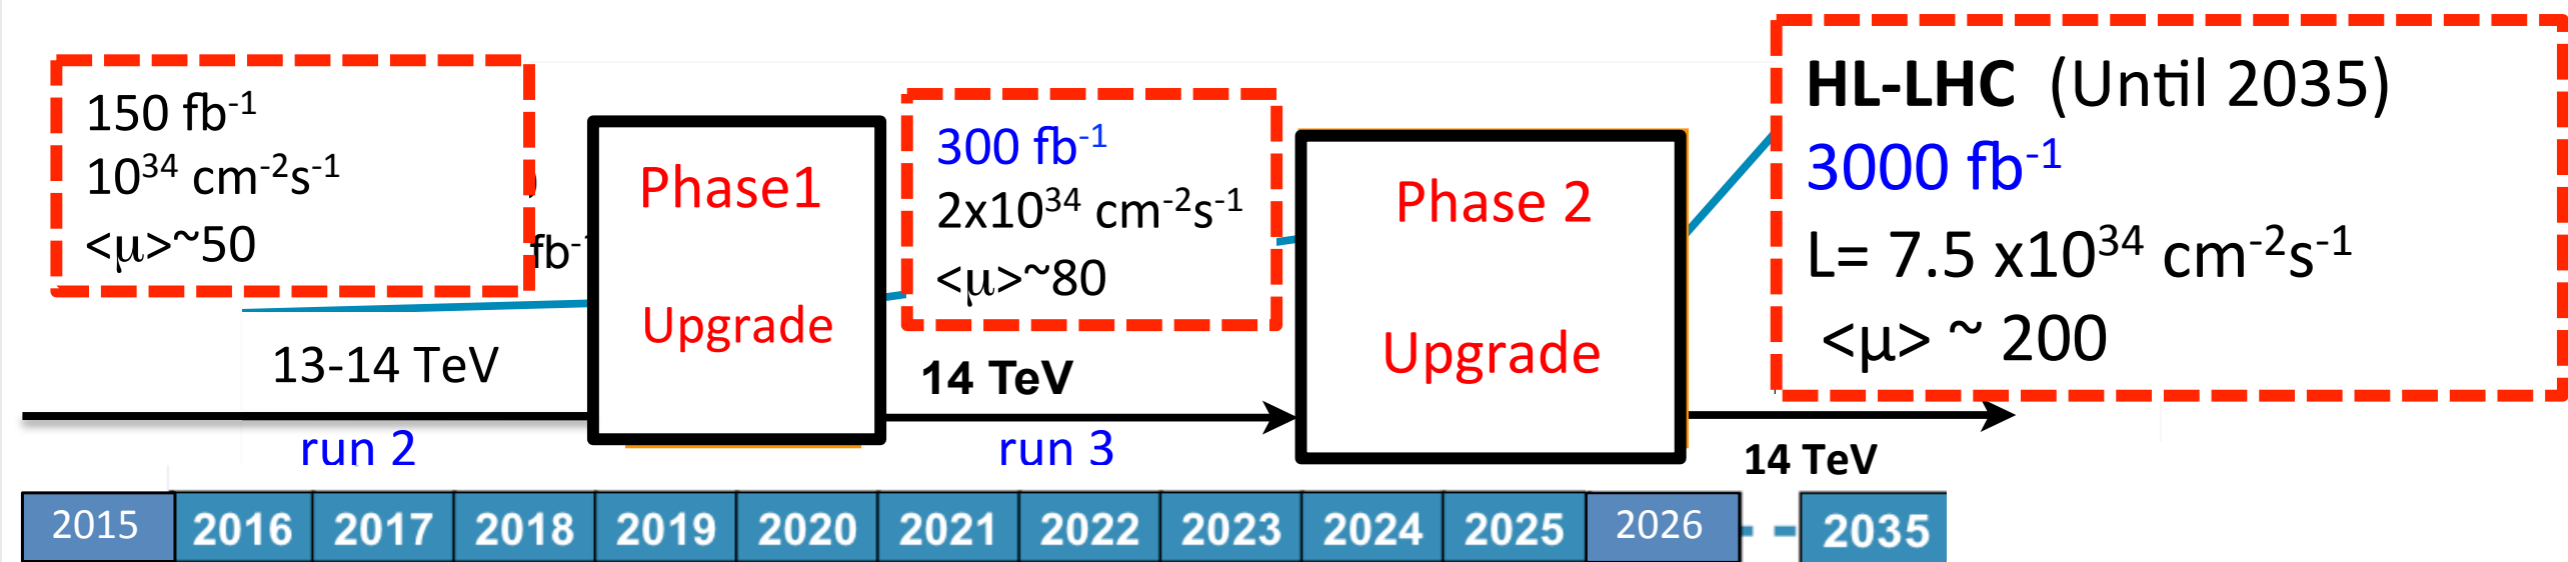 150 fb⁻¹
10³⁴ cm⁻²s⁻¹
<μ>~50
fb⁻
13-14 TeV
run 2
Phase1
Upgrade
300 fb⁻¹
2x10³⁴ cm⁻²s⁻¹
<μ>~80
14 TeV
run 3
Phase 2
Upgrade
HL-LHC (Until 2035)
3000 fb⁻¹
L= 7.5 x10³⁴ cm⁻²s⁻¹
<μ> ~ 200
14 TeV
2015 2016 2017 2018 2019 2020 2021 2022 2023 2024 2025 2026 -- 2035